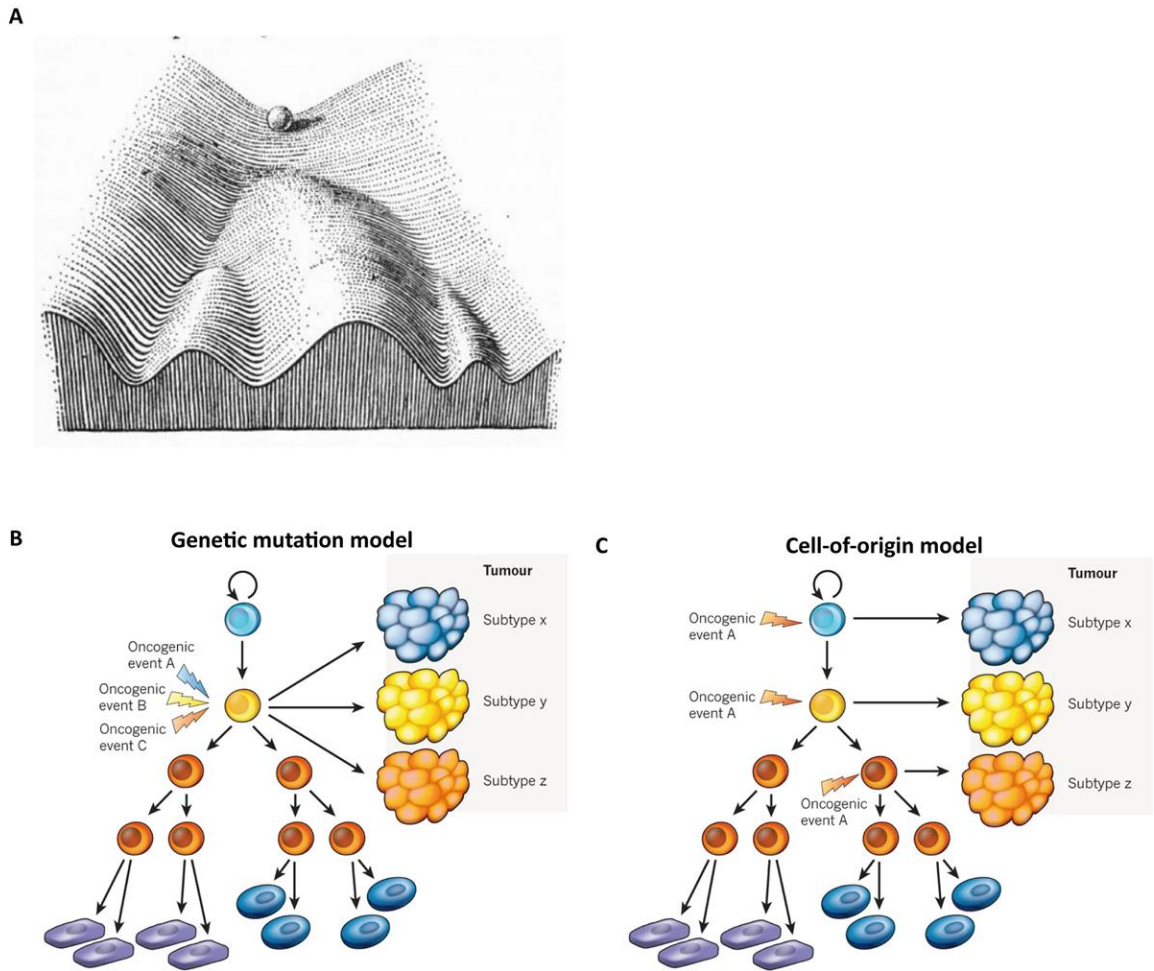 A
B
Genetic mutation model
Tumour
Subtype x
Oncogenic
event A
Oncogenic
event B
Subtype y
Oncogenic
event C
Subtype z
C
Cell-of-origin model
Tumour
Oncogenic
event A
Subtype x
Oncogenic
event A
Subtype y
Subtype z
Oncogenic
event A